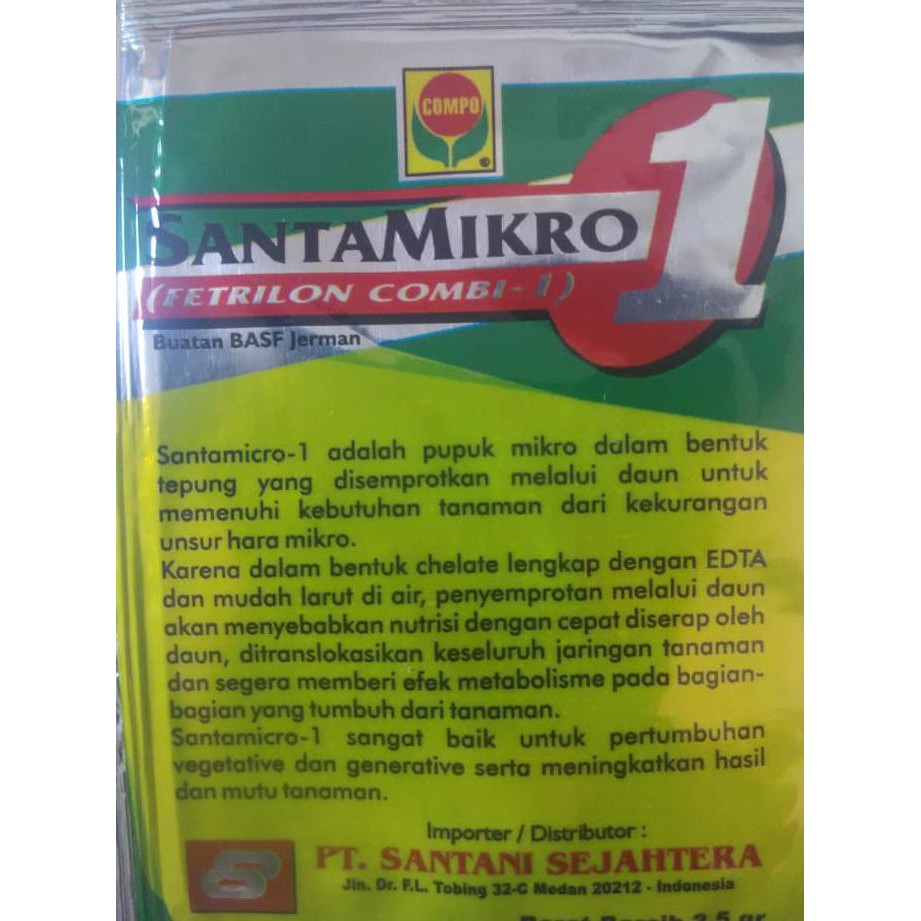 COMPO
SANTAMIKRO 1
(FETRILON COMBI-1)
Buatan BASF Jerman
Santamicro-1 adalah pupuk mikro dalam bentuk
tepung yang disemprotkan melalui daun untuk
memenuhi kebutuhan tanaman dari kekurangan
unsur hara mikro.
Karena dalam bentuk chelate lengkap dengan EDTA
dan mudah larut di air, penyemprotan melalui daun
akan menyebabkan nutrisi dengan cepat diserap oleh
daun, ditranslokasikan keseluruh jaringan tanaman
dan segera memberi efek metabolisme pada bagian-
bagian yang tumbuh dari tanaman.
Santamicro-1 sangat baik untuk pertumbuhan
vegetative dan generative serta meningkatkan hasil
dan mutu tanaman.
Importer / Distributor :
PT. SANTANI SEJAHTERA
Jln. Dr. F.L. Tobing 32-C Medan 20212 - Indonesia